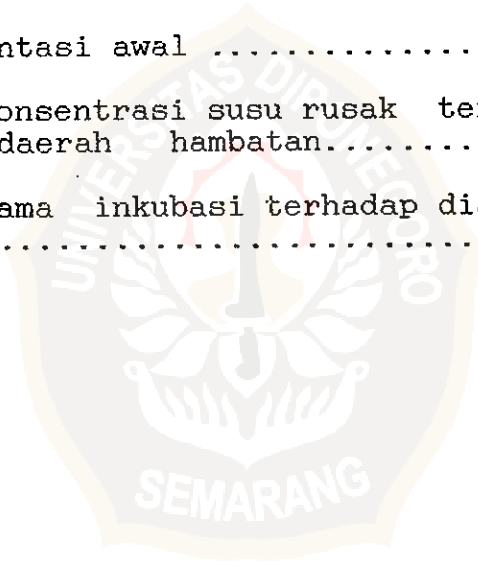 ntasi awal ...............
onsentrasi susu rusak te
daerah hambatan........
ama inkubasi terhadap di
............................
UNIVERSITAS DIPONEGORO
SEMARANG